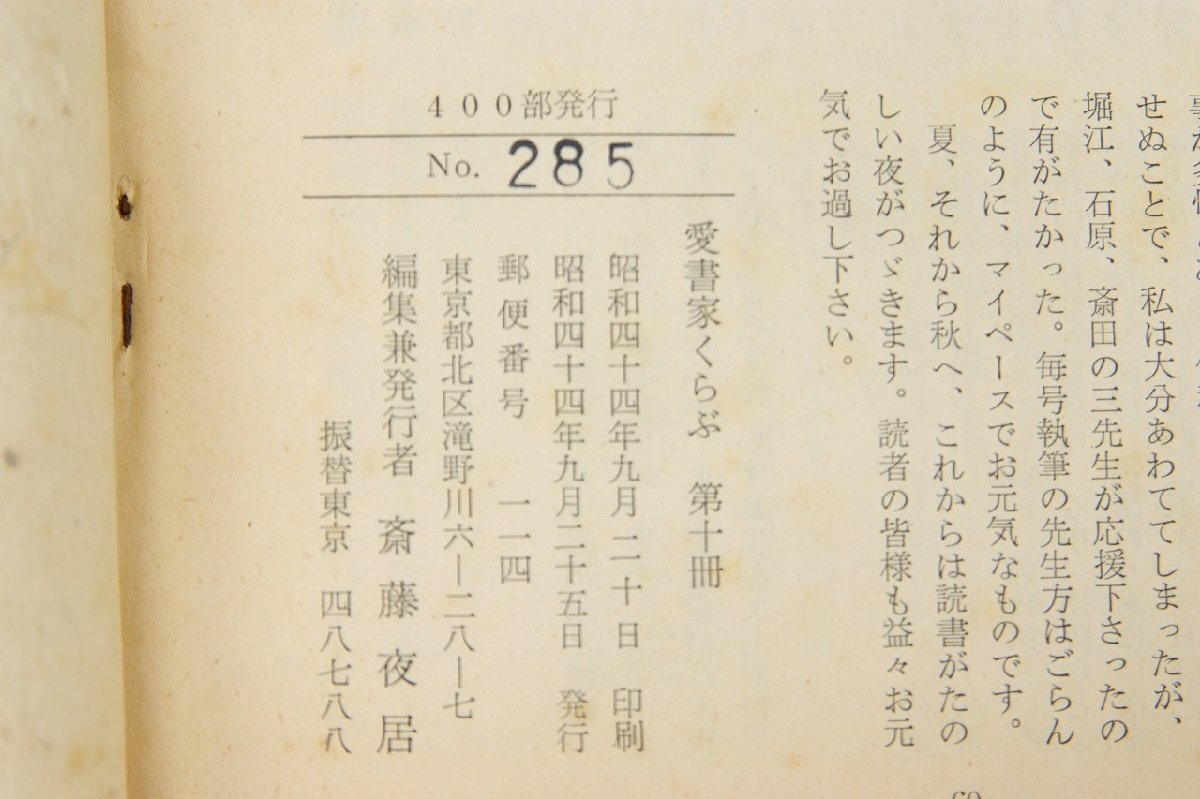 せぬことで、私は大分あわててしまったが、
堀江、石原、斎田の三先生が応援下さったの
で有がたかった。毎号執筆の先生方はごらん
のように、マイペースでお元気なものです。
夏、それから秋へ、これからは読書がたの
しい夜がつゞきます。読者の皆様も益々お元
気でお過し下さい。
400部発行
No. 285
愛書家くらぶ 第十冊
昭和四十四年九月二十日 印刷
昭和四十四年九月二十五日 発行
郵便番号 一一四
東京都北区滝野川六―二八―七
編集兼発行者 斎藤夜居
振替東京 四八七八八